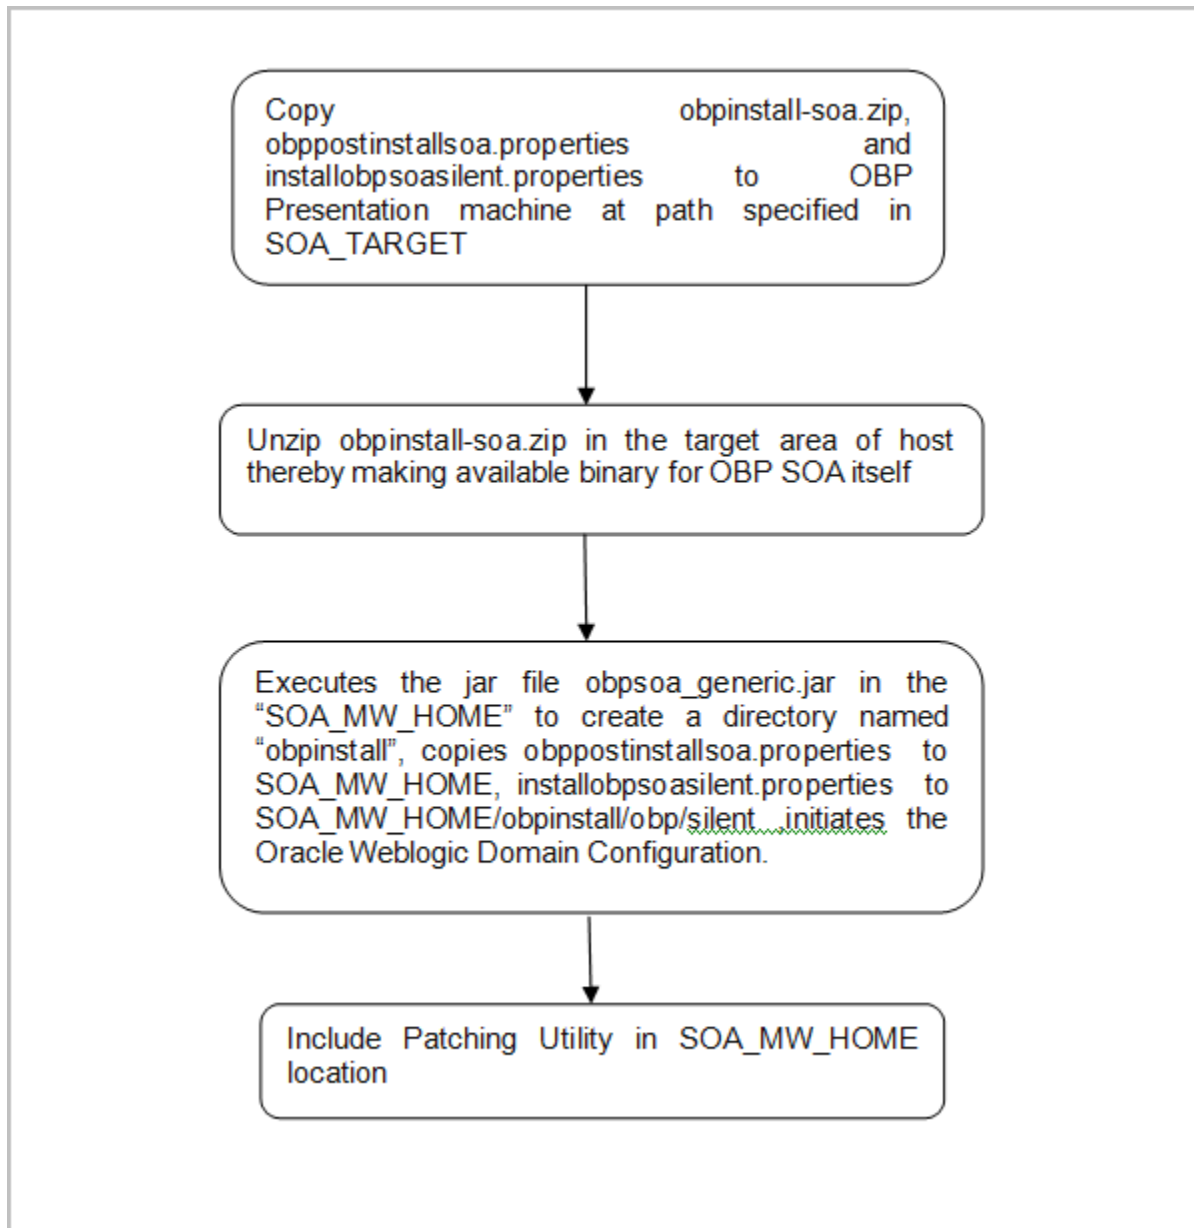 Copy obpinstall-soa.zip,
obppostinstallsoa.properties and
installobpsoasilent.properties to OBP
Presentation machine at path specified in
SOA_TARGET
Unzip obpinstall-soa.zip in the target area of host
thereby making available binary for OBP SOA itself
Executes the jar file obpsoa_generic.jar in the
“SOA_MW_HOME” to create a directory named
“obpinstall”, copies obppostinstallsoa.properties to
SOA_MW_HOME, installobpsoasilent.properties to
SOA_MW_HOME/obpinstall/obp/silent ,initiates the
Oracle Weblogic Domain Configuration.
Include Patching Utility in SOA_MW_HOME
location